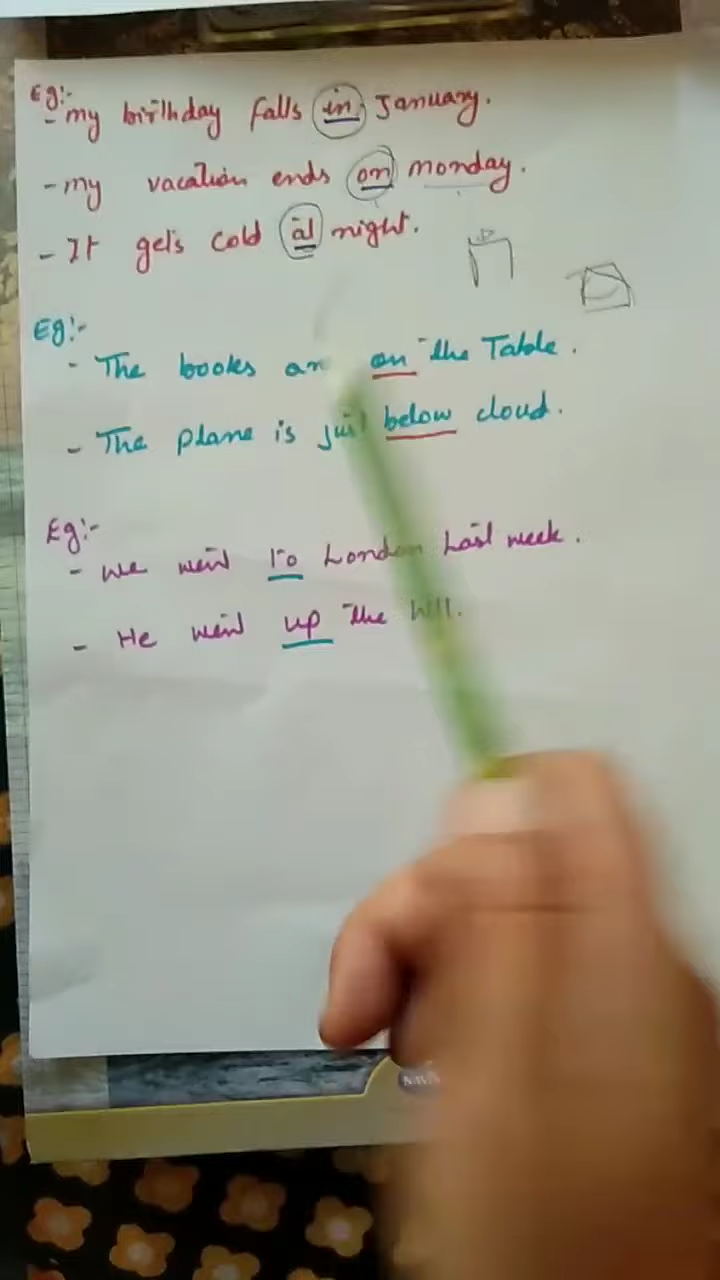 Eg:-
- my birthday falls in January.
- my vacation ends on monday.
- It gets cold at night.
Eg:-
- The books are on the Table.
- The plane is just below cloud.
Eg:-
- we went to London Last week.
- He went up the hill.